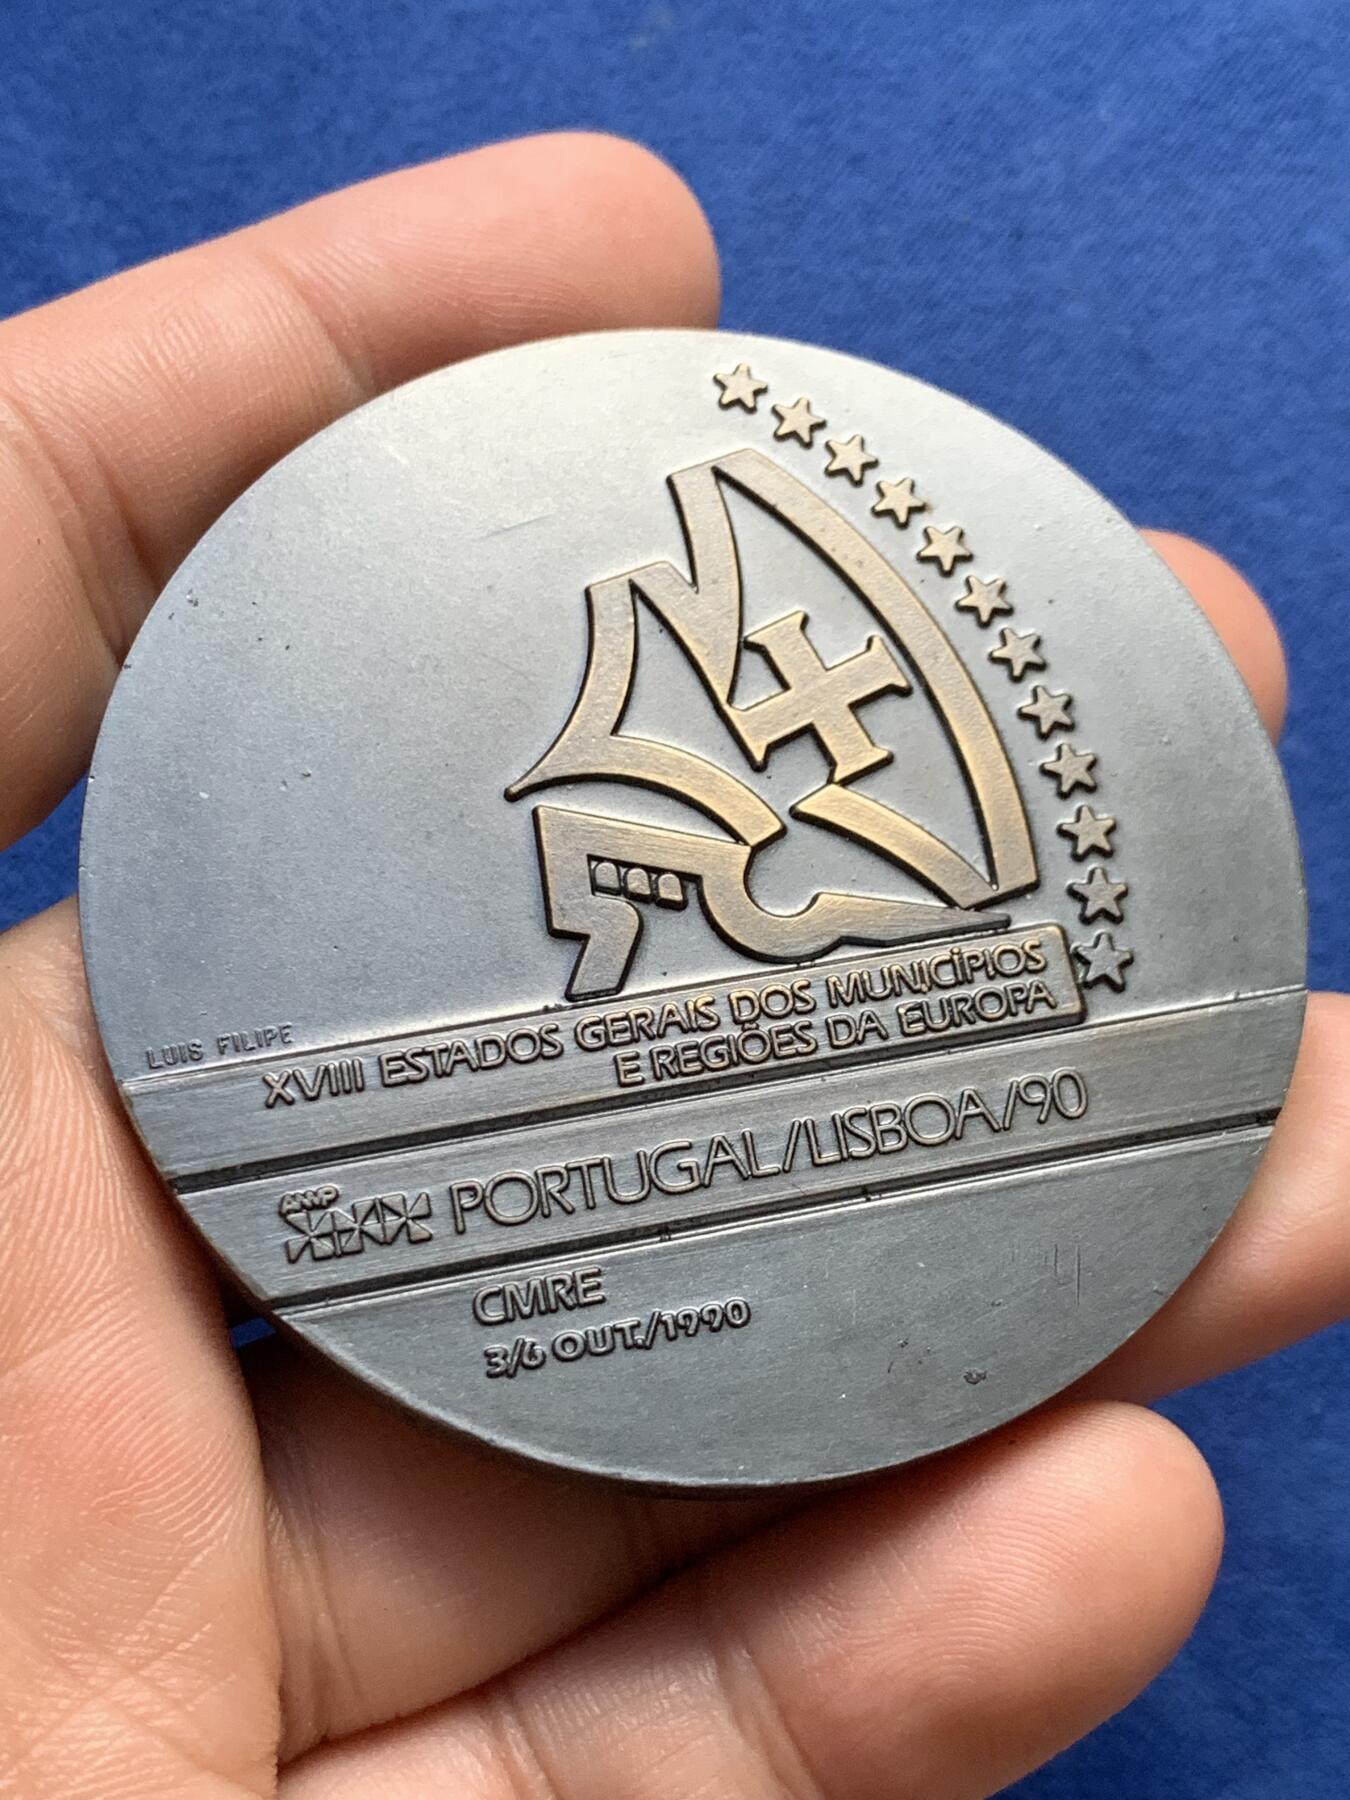 LUIS FILIPE
XVIII ESTADOS GERAIS DOS MUNICÍPIOS
E REGIÕES DA EUROPA
ANMP
PORTUGAL/LISBOA/90
CMRE
3/6 OUT./1990